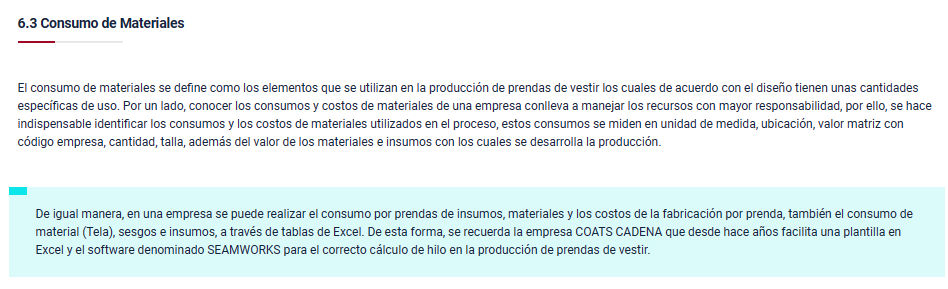 6.3 Consumo de Materiales
El consumo de materiales se define como los elementos que se utilizan en la producción de prendas de vestir los cuales de acuerdo con el diseño tienen unas cantidades
específicas de uso. Por un lado, conocer los consumos y costos de materiales de una empresa conlleva a manejar los recursos con mayor responsabilidad, por ello, se hace
indispensable identificar los consumos y los costos de materiales utilizados en el proceso, estos consumos se miden en unidad de medida, ubicación, valor matriz con
código empresa, cantidad, talla, además del valor de los materiales e insumos con los cuales se desarrolla la producción.
De igual manera, en una empresa se puede realizar el consumo por prendas de insumos, materiales y los costos de la fabricación por prenda, también el consumo de
material (Tela), sesgos e insumos, a través de tablas de Excel. De esta forma, se recuerda la empresa COATS CADENA que desde hace años facilita una plantilla en
Excel y el software denominado SEAMWORKS para el correcto cálculo de hilo en la producción de prendas de vestir.